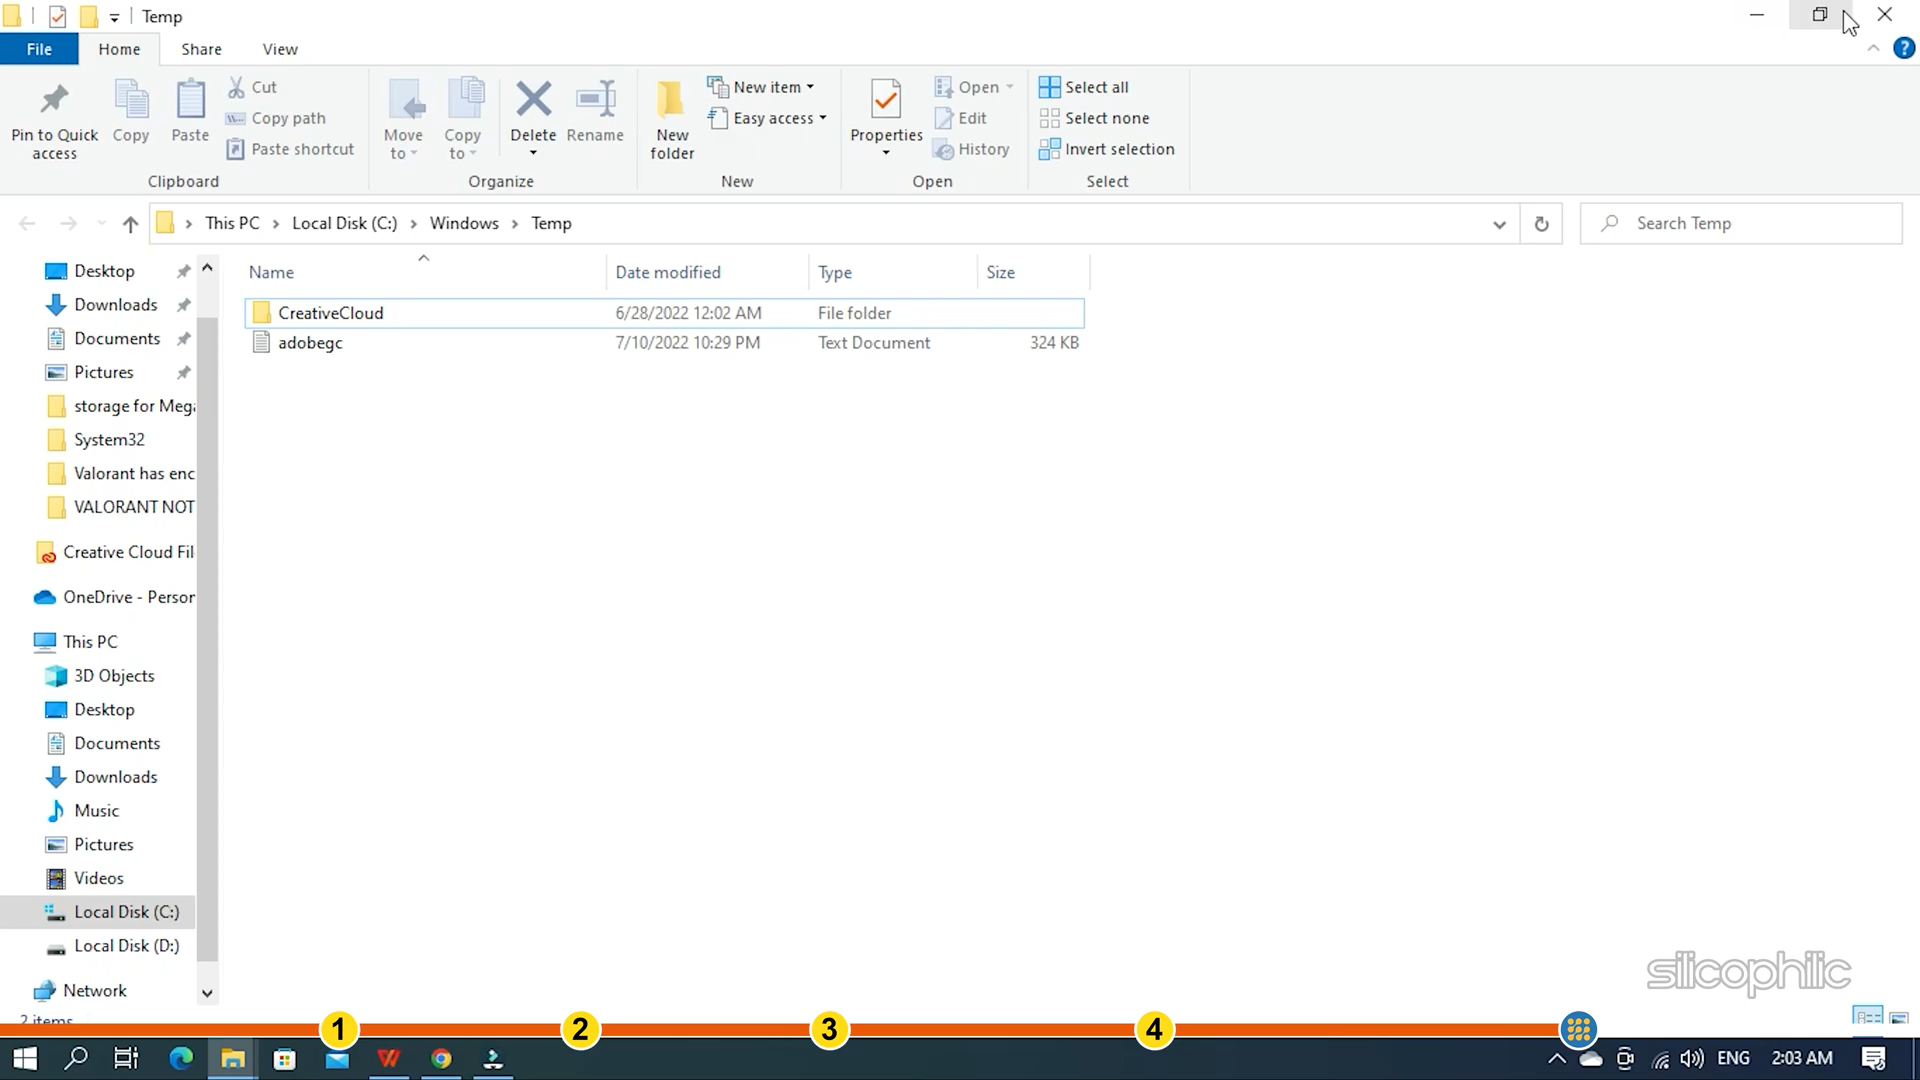 Temp
File Home Share View
Pin to Quick access
Copy
Paste
Cut
Copy path
Paste shortcut
Clipboard
Move to
Copy to
Delete
Rename
Organize
New folder
New item
Easy access
New
Properties
Open
Edit
History
Open
Select all
Select none
Invert selection
Select
This PC > Local Disk (C:) > Windows > Temp
Search Temp
Name Date modified Type Size
CreativeCloud 6/28/2022 12:02 AM File folder
adobegc 7/10/2022 10:29 PM Text Document 324 KB
Desktop
Downloads
Documents
Pictures
storage for Mega
System32
Valorant has enc
VALORANT NOT
Creative Cloud Fil
OneDrive - Person
This PC
3D Objects
Desktop
Documents
Downloads
Music
Pictures
Videos
Local Disk (C:)
Local Disk (D:)
Network
2 items
silicophilic
1 2 3 4
ENG 2:03 AM